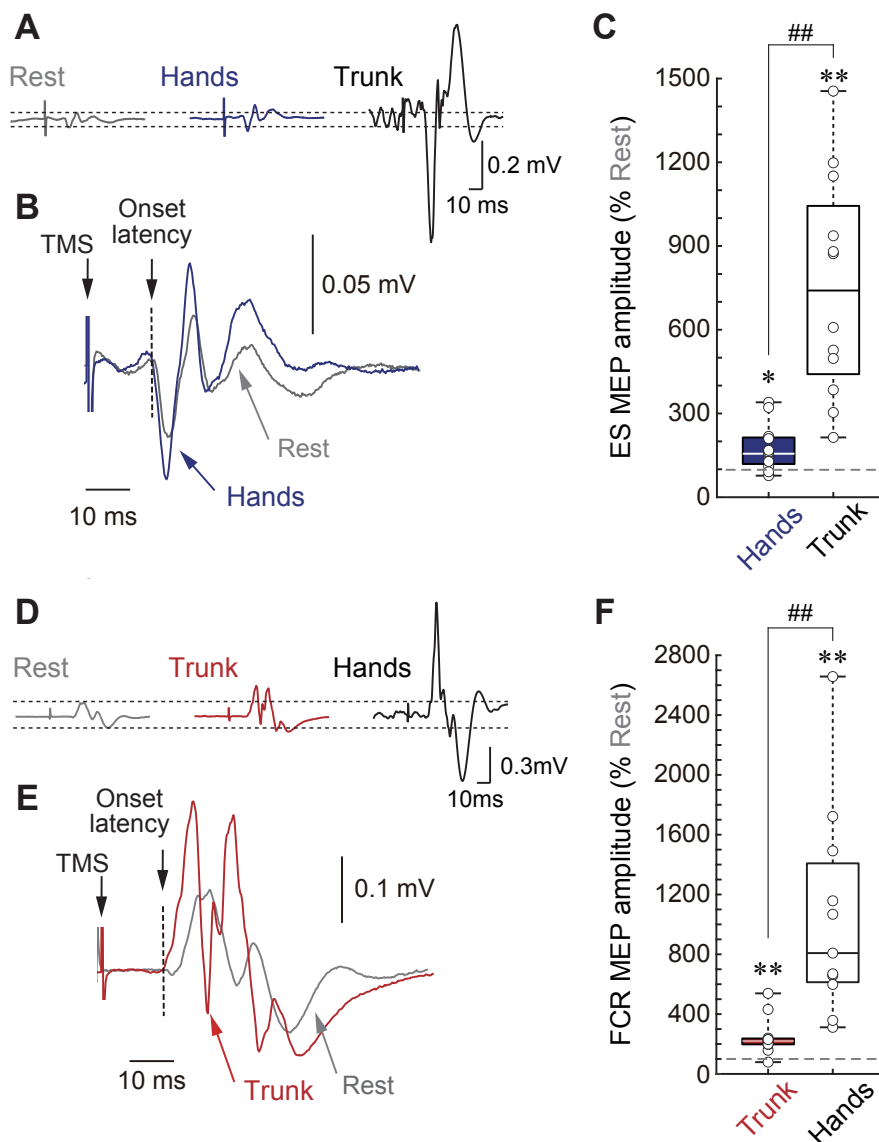 A
Rest
Hands
Trunk
0.2 mV
10 ms
B
TMS
Onset
latency
0.05 mV
Rest
Hands
10 ms
C
##
**
*
ES MEP amplitude (% Rest)
1500
1200
900
600
300
0
Hands
Trunk
D
Rest
Trunk
Hands
0.3mV
10ms
E
TMS
Onset
latency
0.1 mV
10 ms
Trunk
Rest
F
##
**
**
FCR MEP amplitude (% Rest)
2800
2400
2000
1600
1200
800
400
0
Trunk
Hands